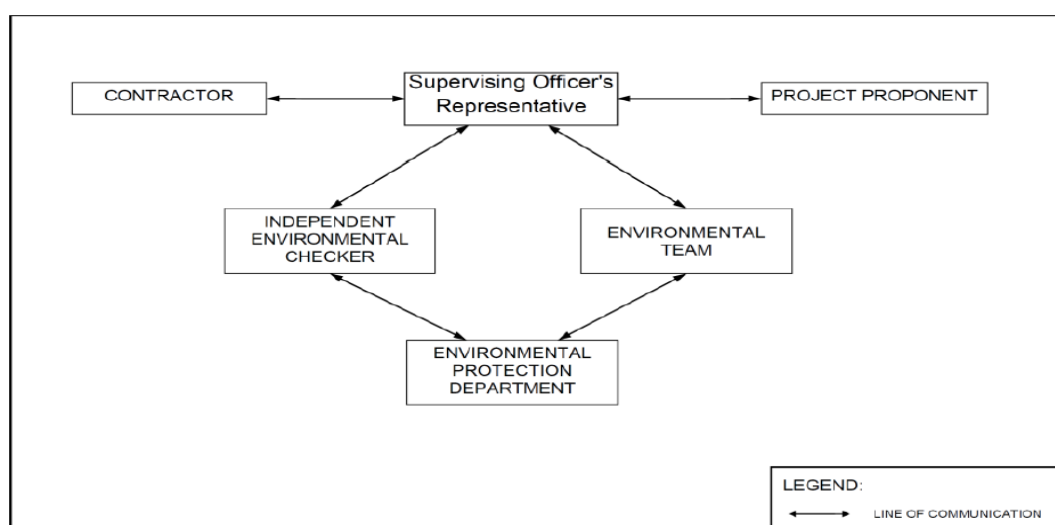 CONTRACTOR
Supervising Officer's
Representative
PROJECT PROPONENT
INDEPENDENT
ENVIRONMENTAL
CHECKER
ENVIRONMENTAL
TEAM
ENVIRONMENTAL
PROTECTION
DEPARTMENT
LEGEND:
LINE OF COMMUNICATION